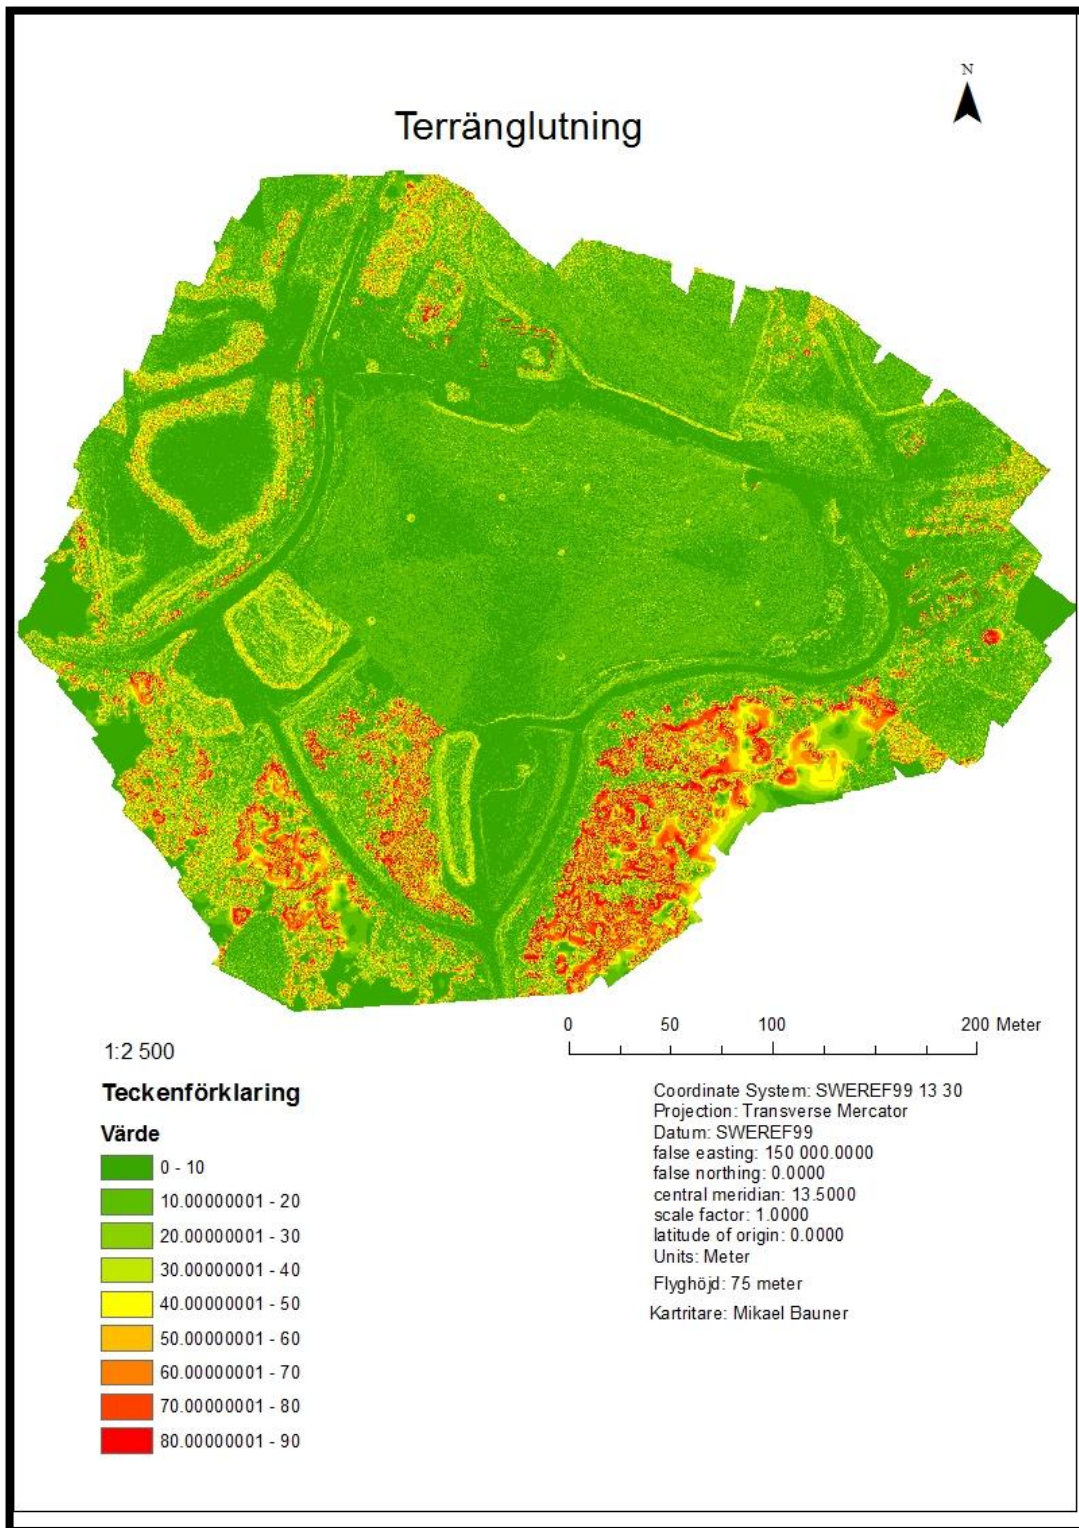 N
Terränglutning
0 50 100 200 Meter
1:2 500
Teckenförklaring
Värde
0 - 10
10.00000001 - 20
20.00000001 - 30
30.00000001 - 40
40.00000001 - 50
50.00000001 - 60
60.00000001 - 70
70.00000001 - 80
80.00000001 - 90
Coordinate System: SWEREF99 13 30
Projection: Transverse Mercator
Datum: SWEREF99
false easting: 150 000.0000
false northing: 0.0000
central meridian: 13.5000
scale factor: 1.0000
latitude of origin: 0.0000
Units: Meter
Flyghöjd: 75 meter
Kartritare: Mikael Bauner